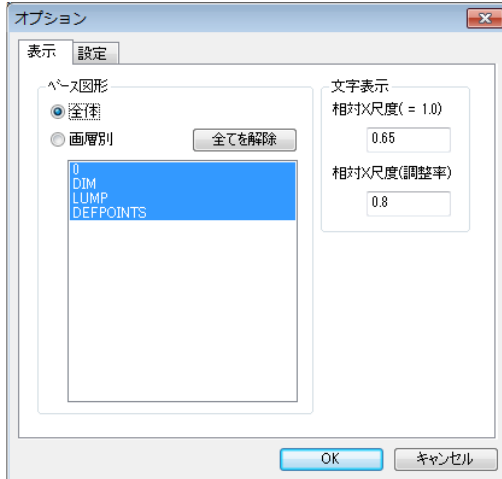 オプション
表示 設定
ベース図形
全体
画層別 全てを解除
0
DIM
LUMP
DEFPOINTS
文字表示
相対X尺度( = 1.0)
0.65
相対X尺度(調整率)
0.8
OK キャンセル